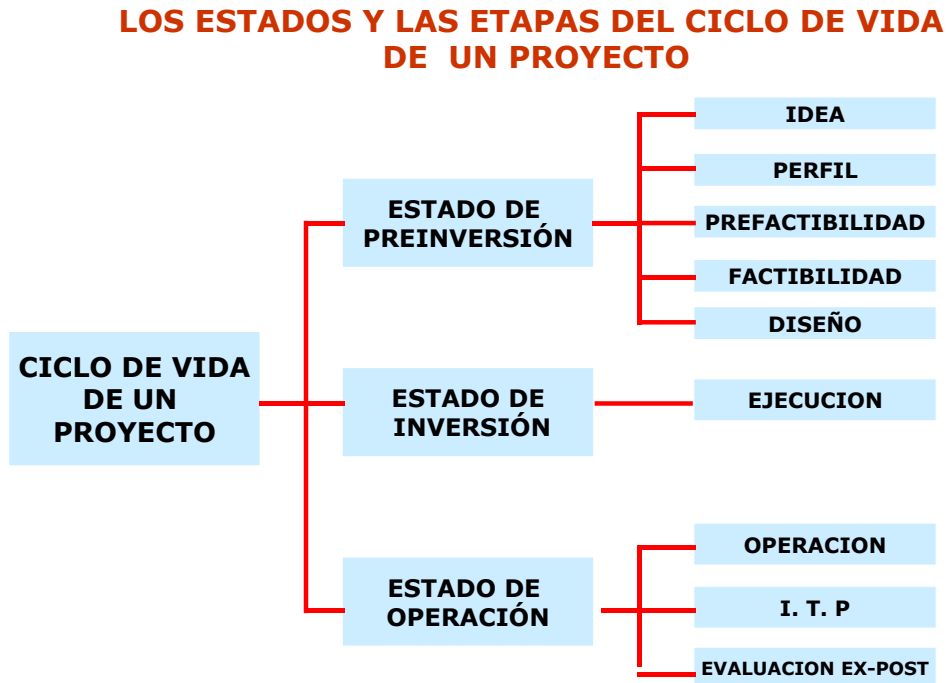 LOS ESTADOS Y LAS ETAPAS DEL CICLO DE VIDA
DE UN PROYECTO
CICLO DE VIDA
DE UN
PROYECTO
ESTADO DE
PREINVERSIÓN
IDEA
PERFIL
PREFACTIBILIDAD
FACTIBILIDAD
DISEÑO
ESTADO DE
INVERSIÓN
EJECUCION
ESTADO DE
OPERACIÓN
OPERACION
I. T. P
EVALUACION EX-POST